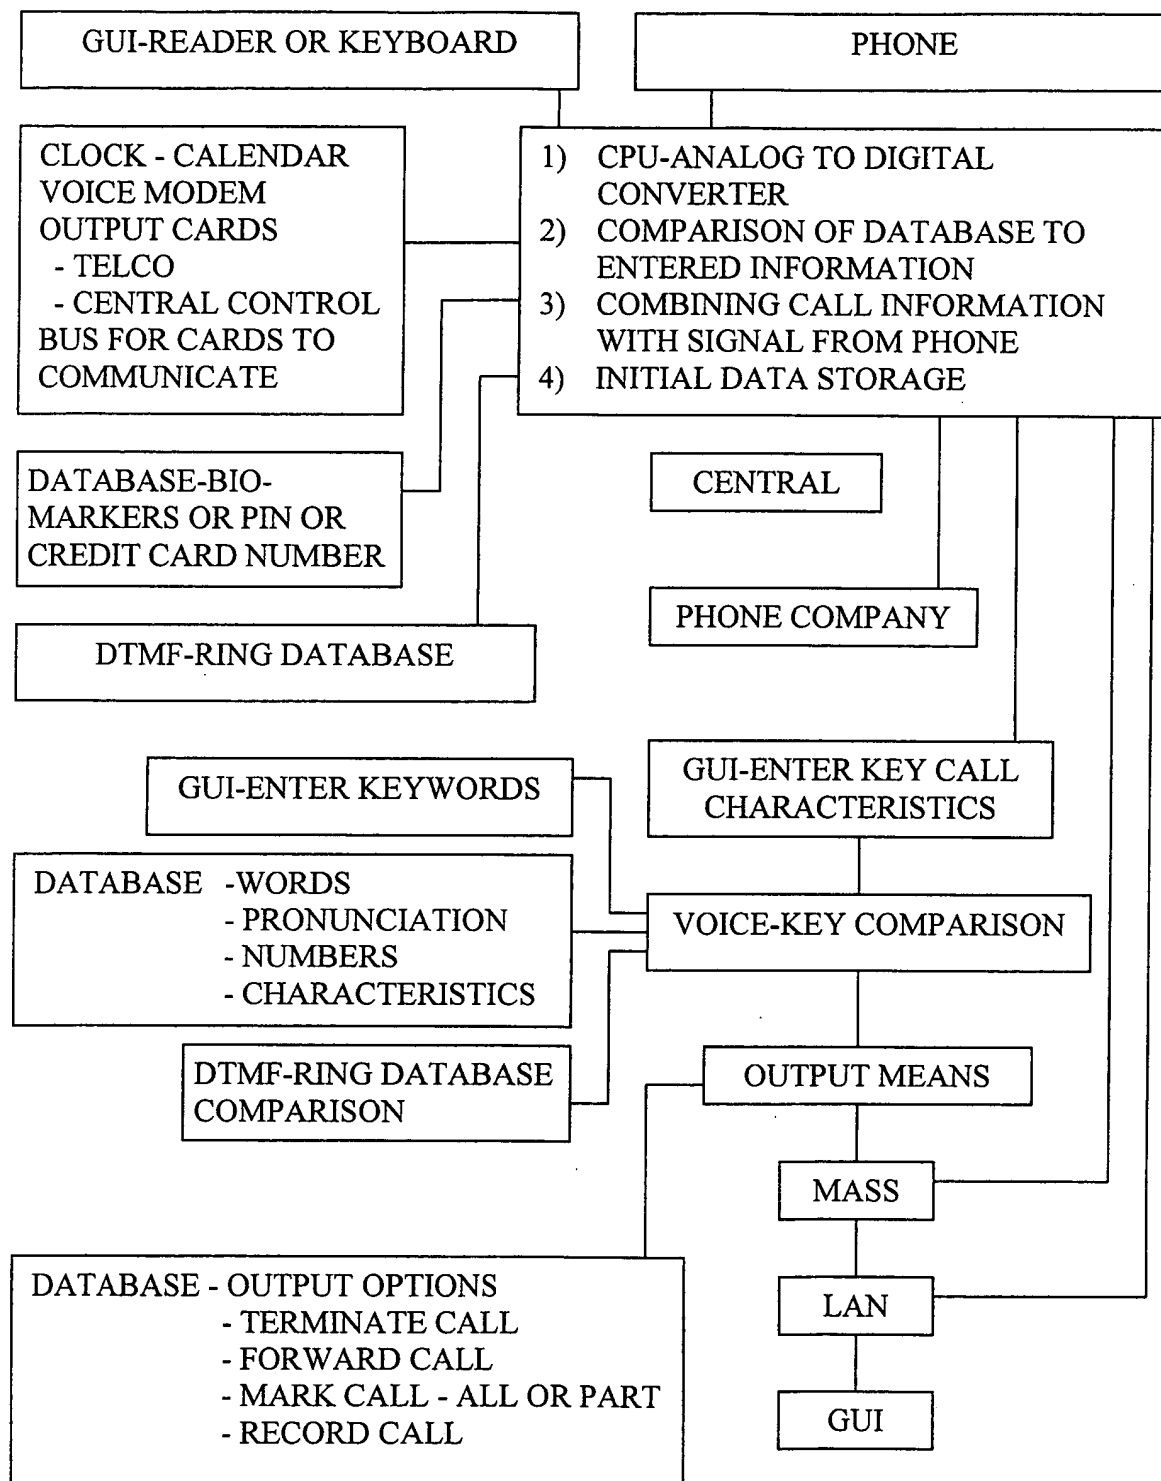 GUI-READER OR KEYBOARD
PHONE
CLOCK - CALENDAR
VOICE MODEM
OUTPUT CARDS
- TELCO
- CENTRAL CONTROL
BUS FOR CARDS TO
COMMUNICATE
1) CPU-ANALOG TO DIGITAL
CONVERTER
2) COMPARISON OF DATABASE TO
ENTERED INFORMATION
3) COMBINING CALL INFORMATION
WITH SIGNAL FROM PHONE
4) INITIAL DATA STORAGE
DATABASE-BIO-
MARKERS OR PIN OR
CREDIT CARD NUMBER
CENTRAL
PHONE COMPANY
DTMF-RING DATABASE
GUI-ENTER KEYWORDS
GUI-ENTER KEY CALL
CHARACTERISTICS
DATABASE -WORDS
- PRONUNCIATION
- NUMBERS
- CHARACTERISTICS
VOICE-KEY COMPARISON
DTMF-RING DATABASE
COMPARISON
OUTPUT MEANS
MASS
LAN
GUI
DATABASE - OUTPUT OPTIONS
- TERMINATE CALL
- FORWARD CALL
- MARK CALL - ALL OR PART
- RECORD CALL